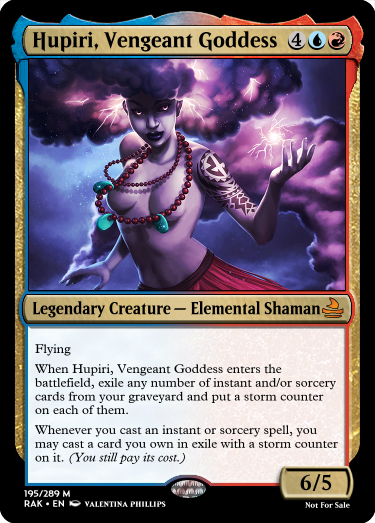 Hupiri, Vengeant Goddess 4
Legendary Creature — Elemental Shaman
Flying
When Hupiri, Vengeant Goddess enters the
battlefield, exile any number of instant and/or sorcery
cards from your graveyard and put a storm counter
on each of them.
Whenever you cast an instant or sorcery spell, you
may cast a card you own in exile with a storm counter
on it. (You still pay its cost.)
6/5
195/289 M
RAK • EN VALENTINA PHILLIPS
Not For Sale